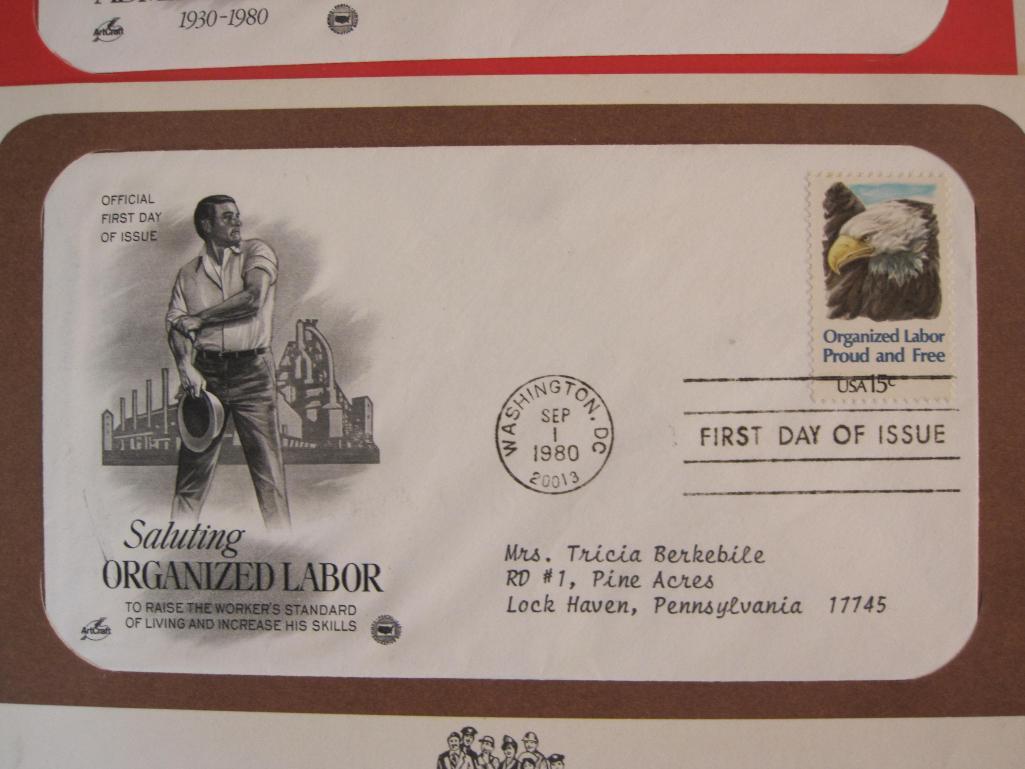 1930-1980
ArtCraft
OFFICIAL
FIRST DAY
OF ISSUE
Organized Labor
Proud and Free
USA 15c
WASHINGTON, DC
SEP
1
1980
20013
FIRST DAY OF ISSUE
Saluting
ORGANIZED LABOR
TO RAISE THE WORKER'S STANDARD
OF LIVING AND INCREASE HIS SKILLS
ArtCraft
Mrs. Tricia Berkebile
RD #1, Pine Acres
Lock Haven, Pennsylvania 17745